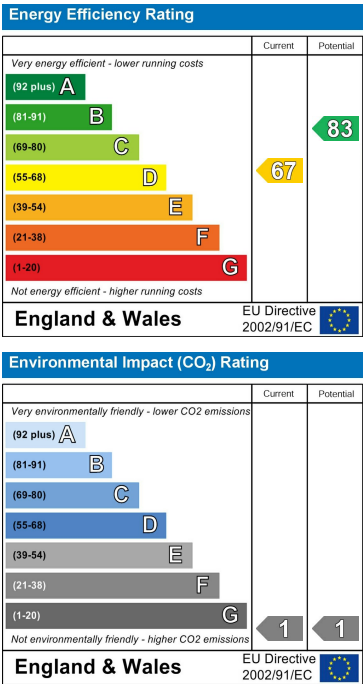 Energy Efficiency Rating
Current Potential
Very energy efficient - lower running costs
(92 plus) A
(81-91) B
(69-80) C
(55-68) D
(39-54) E
(21-38) F
(1-20) G
67
83
Not energy efficient - higher running costs
England & Wales
EU Directive
2002/91/EC
Environmental Impact (CO₂) Rating
Current Potential
Very environmentally friendly - lower CO2 emissions
(92 plus) A
(81-91) B
(69-80) C
(55-68) D
(39-54) E
(21-38) F
(1-20) G
1
1
Not environmentally friendly - higher CO2 emissions
England & Wales
EU Directive
2002/91/EC